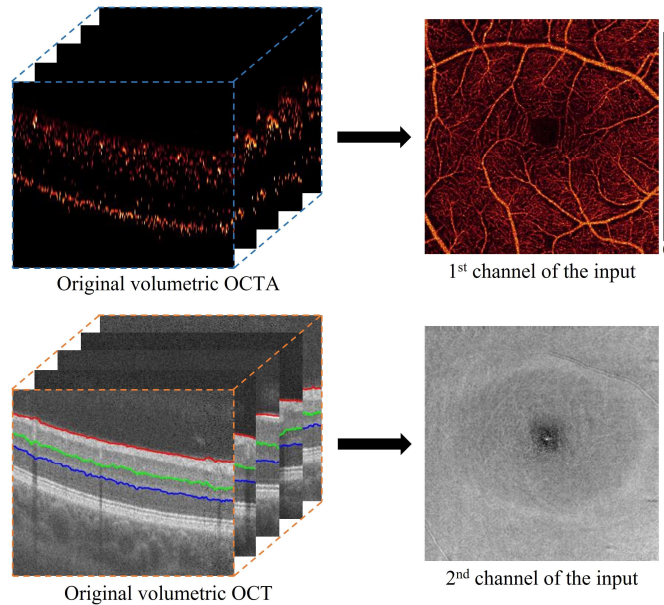 Original volumetric OCTA
1st channel of the input
Original volumetric OCT
2nd channel of the input